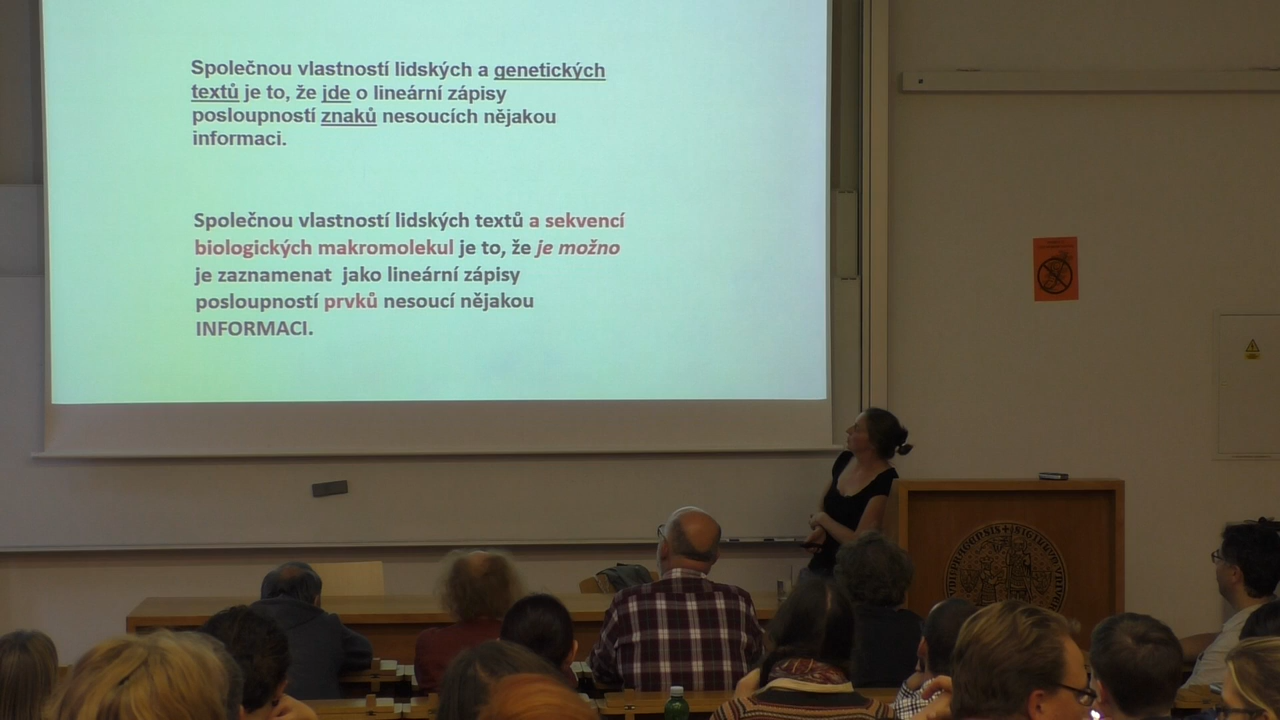 Společnou vlastností lidských a genetických
textů je to, že jde o lineární zápisy
posloupností znaků nesoucích nějakou
informaci.
Společnou vlastností lidských textů a sekvencí
biologických makromolekul je to, že je možno
je zaznamenat jako lineární zápisy
posloupností prvků nesoucí nějakou
INFORMACI.